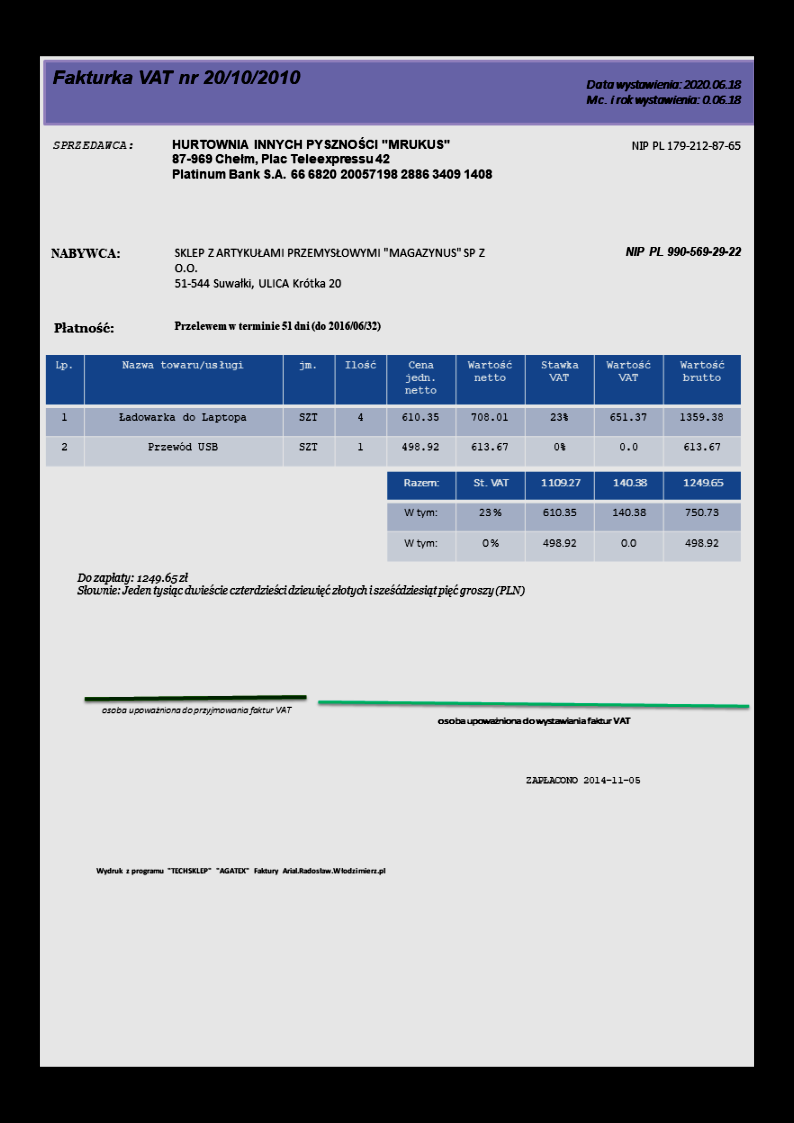 Fakturka VAT nr 20/10/2010
Data wystawienia: 2020.06.18
Mc. i rok wystawienia: 0.06.18
SPRZEDAWCA: HURTOWNIA INNYCH PYSZNOŚCI "MRUKUS" NIP PL 179-212-87-65
87-969 Chełm, Plac Teleexpressu 42
Platinum Bank S.A. 66 6820 20057198 2886 3409 1408
NABYWCA: SKLEP Z ARTYKUŁAMI PRZEMYSŁOWYMI "MAGAZYNUS" SP Z NIP PL 990-569-29-22
O.O.
51-544 Suwałki, ULICA Krótka 20
Płatność: Przelewem w terminie 51 dni (do 2016/06/32)
Lp. Nazwa towaru/usługi jm. Ilość Cena jedn. netto Wartość netto Stawka VAT Wartość VAT Wartość brutto
1 Ładowarka do Laptopa SZT 4 610.35 708.01 23% 651.37 1359.38
2 Przewód USB SZT 1 498.92 613.67 0% 0.0 613.67
Razem: St. VAT 1109.27 140.38 1249.65
W tym: 23% 610.35 140.38 750.73
W tym: 0% 498.92 0.0 498.92
Do zapłaty: 1249.65 zł
Słownie: Jeden tysiąc dwieście czterdzieści dziewięć złotych i sześćdziesiąt pięć groszy (PLN)
osoba upoważniona do przyjmowania faktur VAT
osoba upoważniona do wystawiania faktur VAT
ZAPŁACONO 2014-11-05
Wydruk z programu "TECHSKLEP" "AGATEX" Faktury Arial.Radosław.Włodzimierz.pl